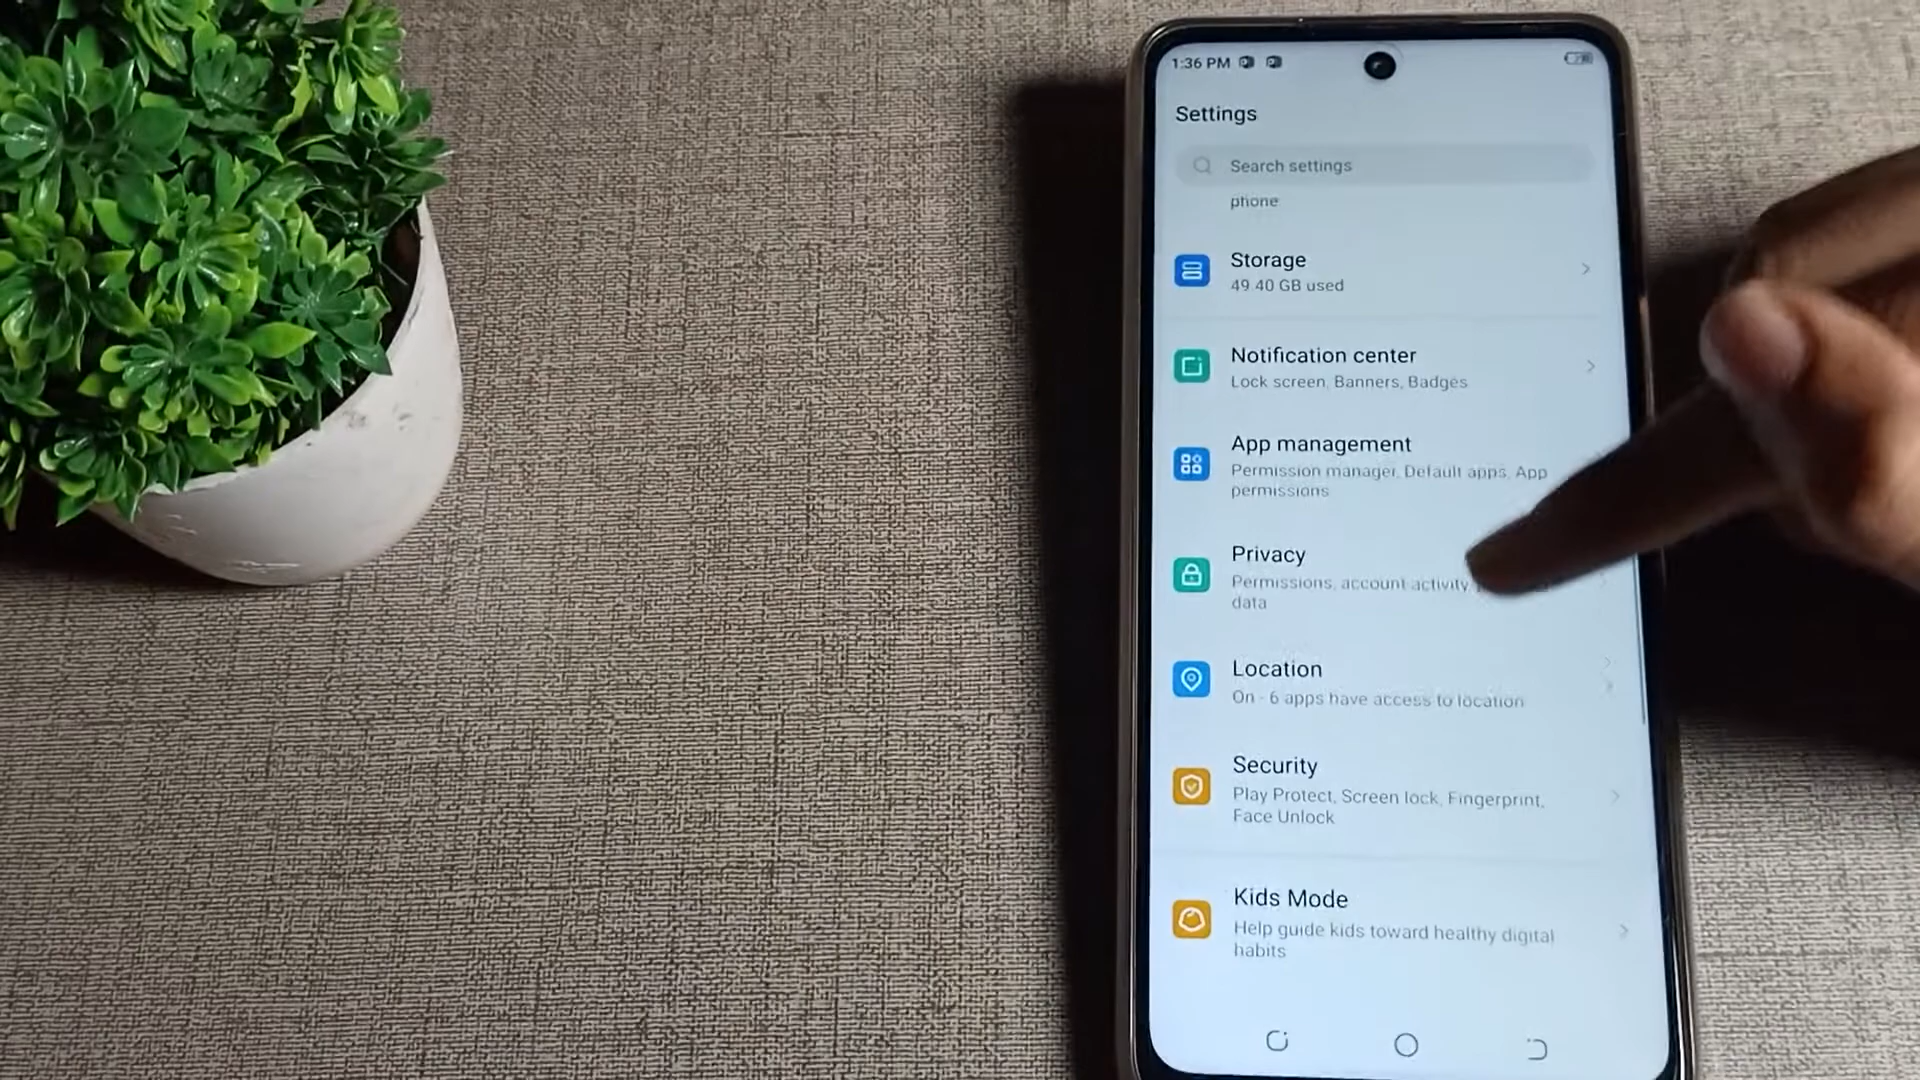 1:36 PM
Settings
Search settings
phone
Storage
49.40 GB used
Notification center
Lock screen, Banners, Badges
App management
Permission manager, Default apps, App
permissions
Privacy
Permissions, account activity,
data
Location
On - 6 apps have access to location
Security
Play Protect, Screen lock, Fingerprint,
Face Unlock
Kids Mode
Help guide kids toward healthy digital
habits